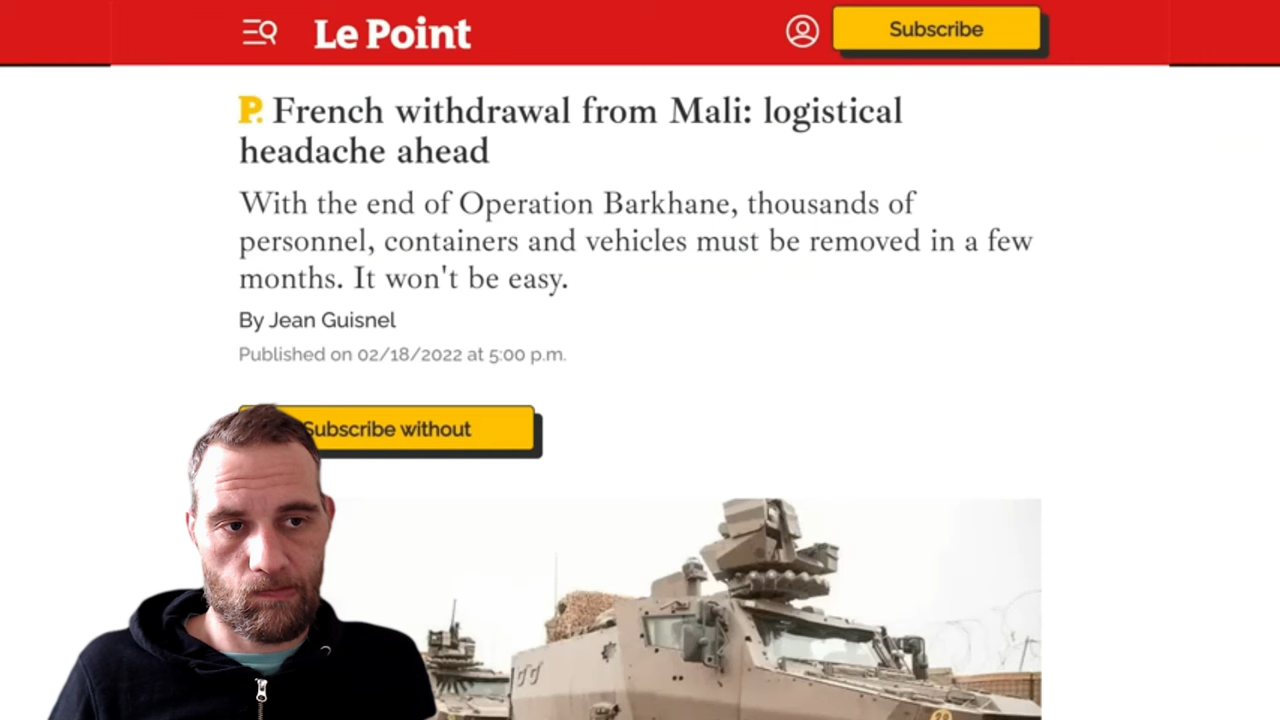 Le Point
Subscribe
P. French withdrawal from Mali: logistical
headache ahead
With the end of Operation Barkhane, thousands of
personnel, containers and vehicles must be removed in a few
months. It won't be easy.
By Jean Guisnel
Published on 02/18/2022 at 5:00 p.m.
Subscribe without